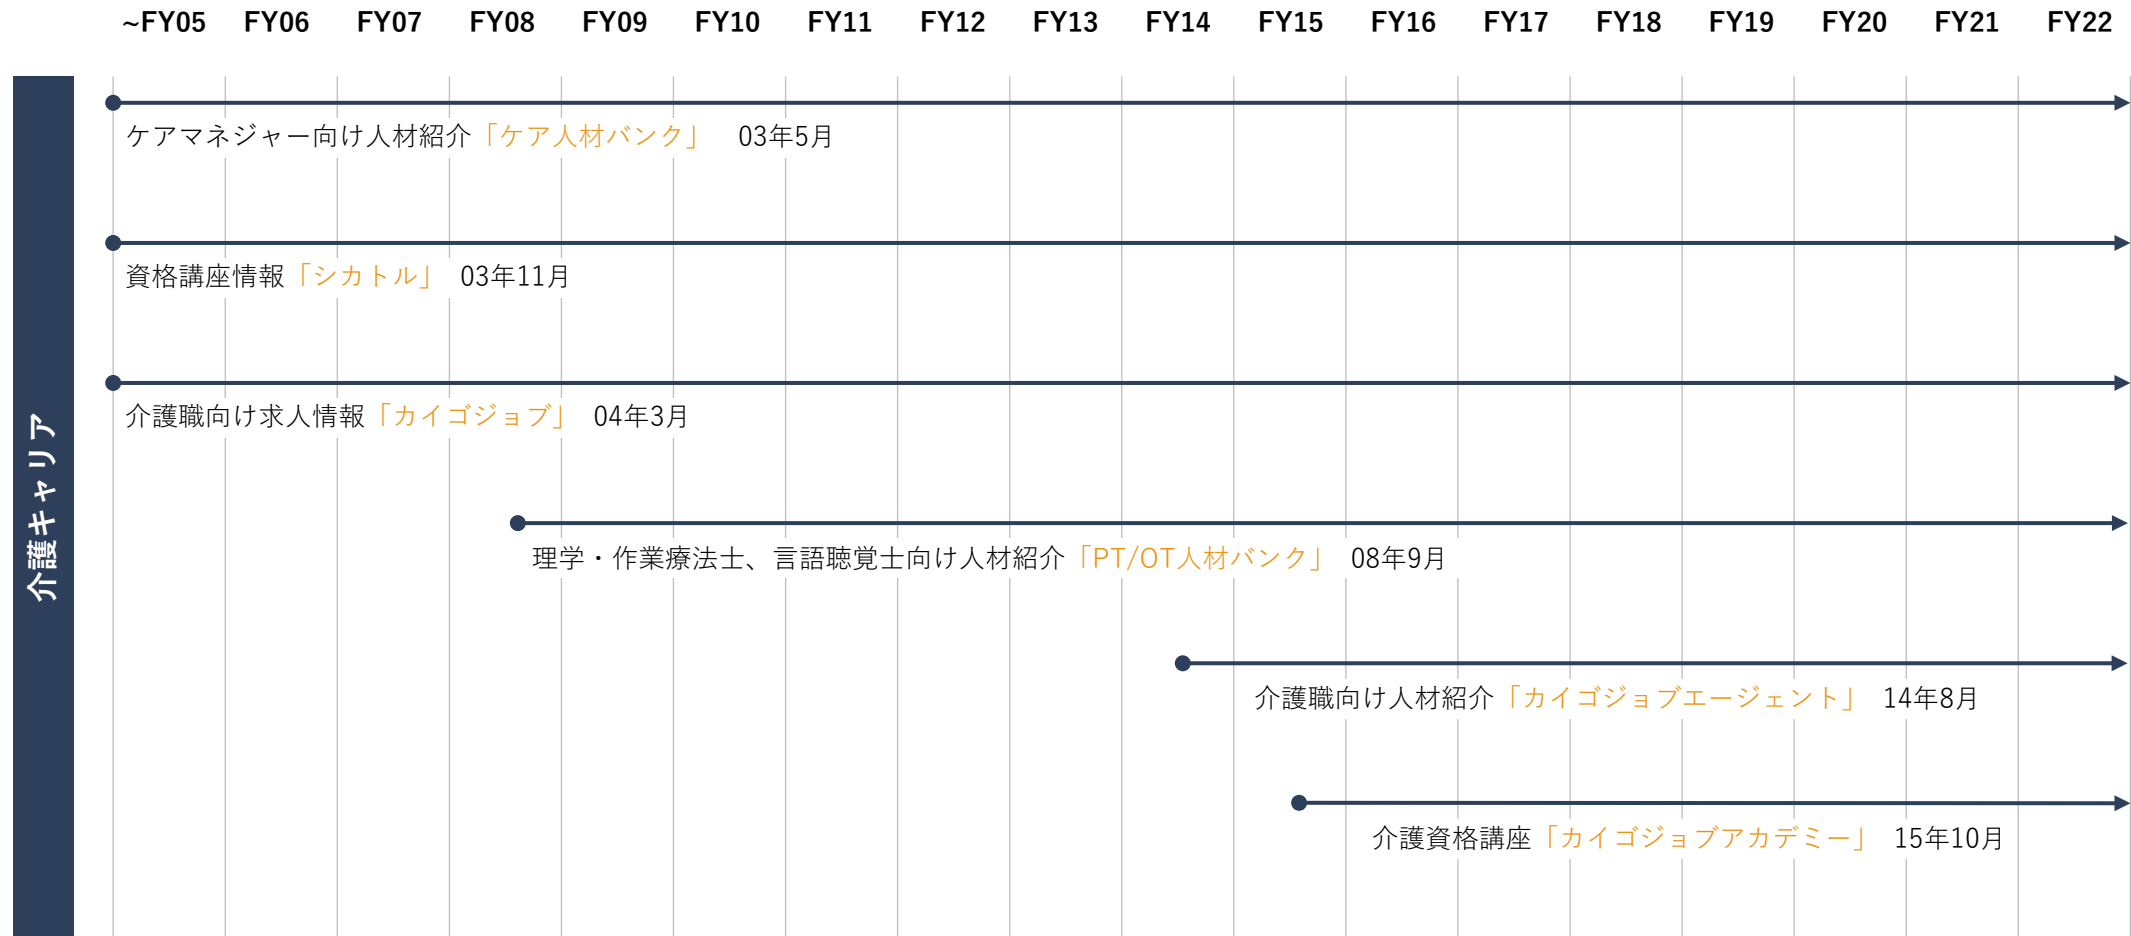 ~FY05 FY06 FY07 FY08 FY09 FY10 FY11 FY12 FY13 FY14 FY15 FY16 FY17 FY18 FY19 FY20 FY21 FY22
介護キャリア
ケアマネジャー向け人材紹介「ケア人材バンク」 03年5月
資格講座情報「シカトル」 03年11月
介護職向け求人情報「カイゴジョブ」 04年3月
理学・作業療法士、言語聴覚士向け人材紹介「PT/OT人材バンク」 08年9月
介護職向け人材紹介「カイゴジョブエージェント」 14年8月
介護資格講座「カイゴジョブアカデミー」 15年10月